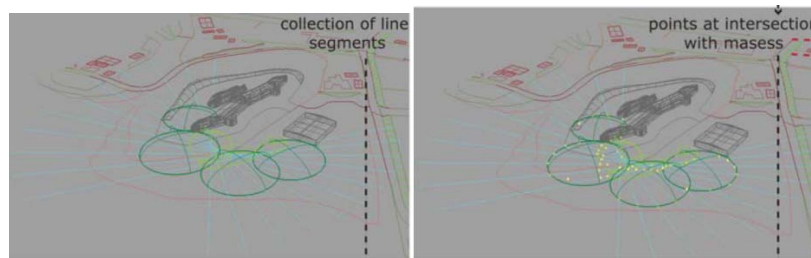 collection of line
segments
points at intersection
with masess